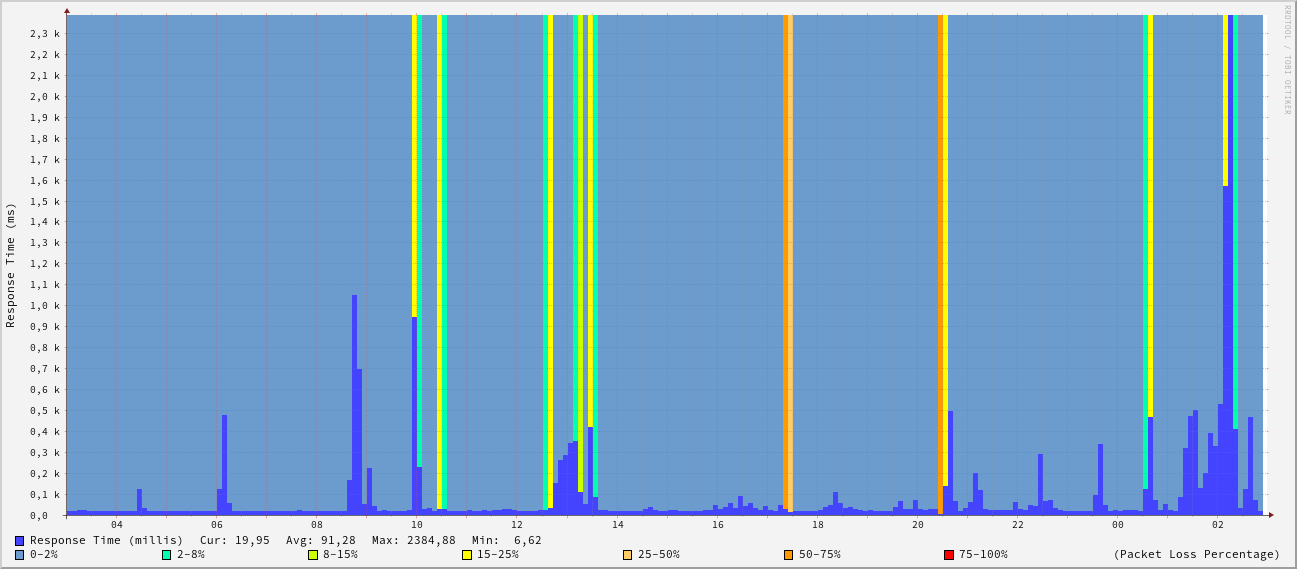 RRDTOOL / TOBI OETIKER
Response Time (ms)
2,3 k
2,2 k
2,1 k
2,0 k
1,9 k
1,8 k
1,7 k
1,6 k
1,5 k
1,4 k
1,3 k
1,2 k
1,1 k
1,0 k
0,9 k
0,8 k
0,7 k
0,6 k
0,5 k
0,4 k
0,3 k
0,2 k
0,1 k
0,0
04 06 08 10 12 14 16 18 20 22 00 02
Response Time (millis) Cur: 19,95 Avg: 91,28 Max: 2384,88 Min: 6,62
0-2% 2-8% 8-15% 15-25% 25-50% 50-75% 75-100% (Packet Loss Percentage)